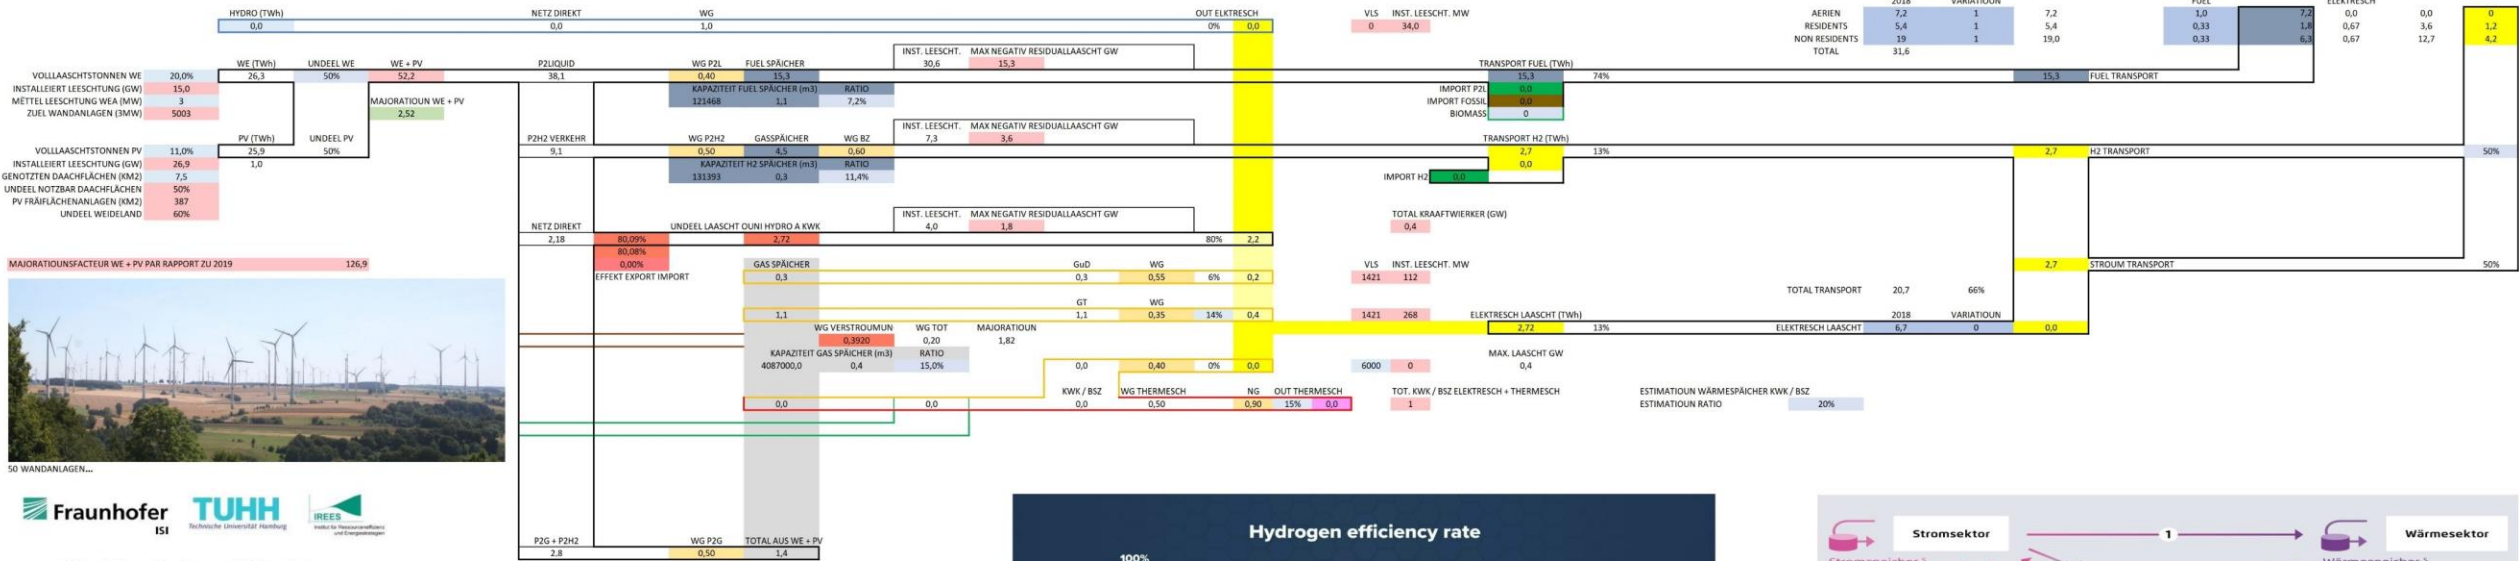 HYDRO (TWh) NETZ DIREKT WG OUT ELKTRESCH VLS INST. LEESCHT. MW 2018 VARIATIOUN FUEL ELEKTRESCH
0,0 0,0 1,0 0% 0,0 0 34,0
AERIEN 7,2 1 7,2 1,0 7,2 0,0 0,0 0
RESIDENTS 5,4 1 5,4 0,33 1,8 0,67 3,6 1,2
NON RESIDENTS 19 1 19,0 0,33 6,3 0,67 12,7 4,2
TOTAL 31,6
INST. LEESCHT. MAX NEGATIV RESIDUALLAASCHT GW
WE (TWh) UNDEEL WE WE + PV P2LIQUID WG P2L FUEL SPÄICHER 30,6 15,3 TRANSPORT FUEL (TWh)
VOLLLAASCHTSTONNEN WE 20,0% 26,3 50% 52,2 38,1 0,40 15,3 15,3 74% 15,3 FUEL TRANSPORT
INSTALLEIERT LEESCHTUNG (GW) 15,0 KAPAZITEIT FUEL SPÄICHER (m3) RATIO IMPORT P2L 0,0
MËTTEL LEESCHTUNG WEA (MW) 3 MAJORATIOUN WE + PV 121468 1,1 7,2% IMPORT FOSSIL 0,0
ZUEL WANDANLAGEN (3MW) 5003 2,52 BIOMASS 0
INST. LEESCHT. MAX NEGATIV RESIDUALLAASCHT GW
PV (TWh) UNDEEL PV P2H2 VERKEHR WG P2H2 GASSPÄICHER WG BZ 7,3 3,6 TRANSPORT H2 (TWh)
VOLLLAASCHTSTONNEN PV 11,0% 25,9 50% 9,1 0,50 4,5 0,60 2,7 13% 2,7 H2 TRANSPORT 50%
INSTALLEIERT LEESCHTUNG (GW) 26,9 1,0 KAPAZITEIT H2 SPÄICHER (m3) RATIO 0,0
GENOTZTEN DAACHFLÄCHEN (KM2) 7,5 131393 0,3 11,4% IMPORT H2 0,0
UNDEEL NOTZBAR DAACHFLÄCHEN 50%
PV FRÄIFLÄCHENANLAGEN (KM2) 387
UNDEEL WEIDELAND 60%
INST. LEESCHT. MAX NEGATIV RESIDUALLAASCHT GW TOTAL KRAAFTWIERKER (GW)
NETZ DIREKT UNDEEL LAASCHT OUNI HYDRO A KWK 4,0 1,8 0,4
2,18 80,09% 2,72 80% 2,2
80,08%
MAJORATIOUNSFACTEUR WE + PV PAR RAPPORT ZU 2019 126,9 0,00% GAS SPÄICHER GuD WG VLS INST. LEESCHT. MW 2,7 STROUM TRANSPORT 50%
EFFEKT EXPORT IMPORT 0,3 0,3 0,55 6% 0,2 1421 112
TOTAL TRANSPORT 20,7 66%
GT WG
1,1 1,1 0,35 14% 0,4 1421 268 ELEKTRESCH LAASCHT (TWh) 2018 VARIATIOUN
WG VERSTROUMUN WG TOT MAJORATIOUN 2,72 13% ELEKTRESCH LAASCHT 6,7 0 0,0
0,3920 0,20 1,82
KAPAZITEIT GAS SPÄICHER (m3) RATIO MAX. LAASCHT GW
4087000,0 0,4 15,0% 0,0 0,40 0% 0,0 6000 0 0,4
KWK / BSZ WG THERMESCH NG OUT THERMESCH TOT. KWK / BSZ ELEKTRESCH + THERMESCH ESTIMATIOUN WÄRMESPÄICHER KWK / BSZ
0,0 0,0 0,0 0,50 0,90 15% 0,0 1 ESTIMATIOUN RATIO 20%
50 WANDANLAGEN...
Fraunhofer
ISI
TUHH
Technische Universität Hamburg
IREES
Institut für Ressourceneffizienz
und Energiestrategien
P2G + P2H2 WG P2G TOTAL AUS WE + PV
2,8 0,50 1,4
Hydrogen efficiency rate
100%
Stromsektor 1 Wärmesektor